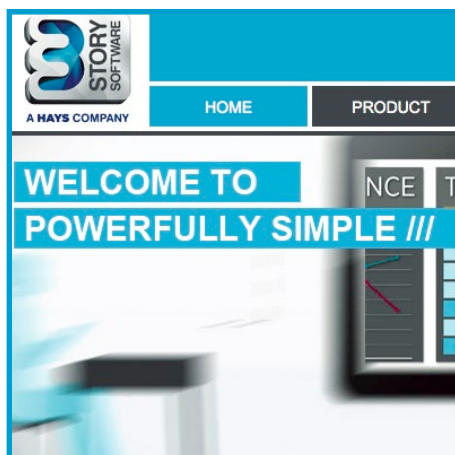 3 STORY
SOFTWARE
A HAYS COMPANY
HOME
PRODUCT
WELCOME TO
POWERFULLY SIMPLE ///
NCE
T